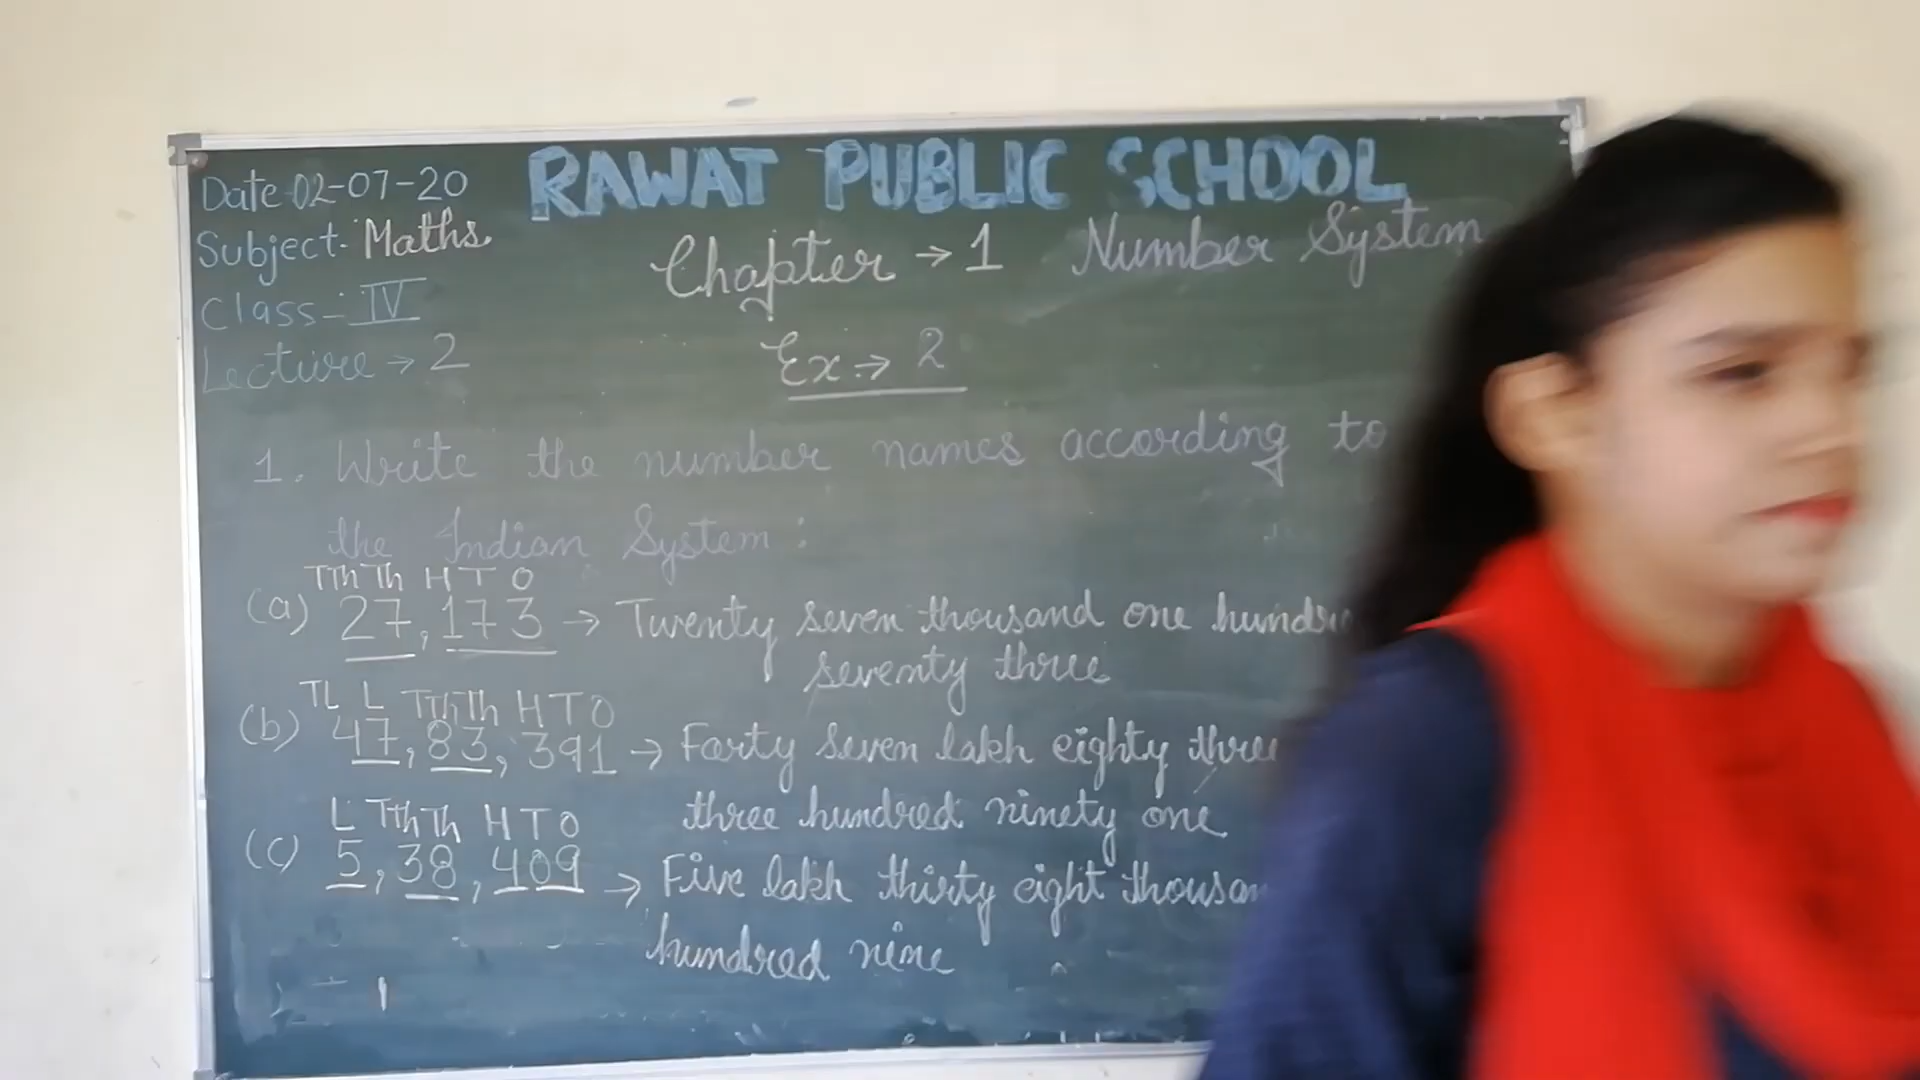 RAWAT PUBLIC SCHOOL
Date-02-07-20
Subject-Maths.
Class-IV
Lecture → 2
Chapter → 1 Number System
Ex → 2
1. Write the number names according to
the Indian System:
TTh Th H T O
(a) 27,173 → Twenty seven thousand one
seventy three
TL L TTh Th H T O
(b) 47,83,391 → Forty seven lakh eighty three
three hundred ninety one
L TTh Th H T O
(c) 5,38,409 → Five lakh thirty eight
hundred nine